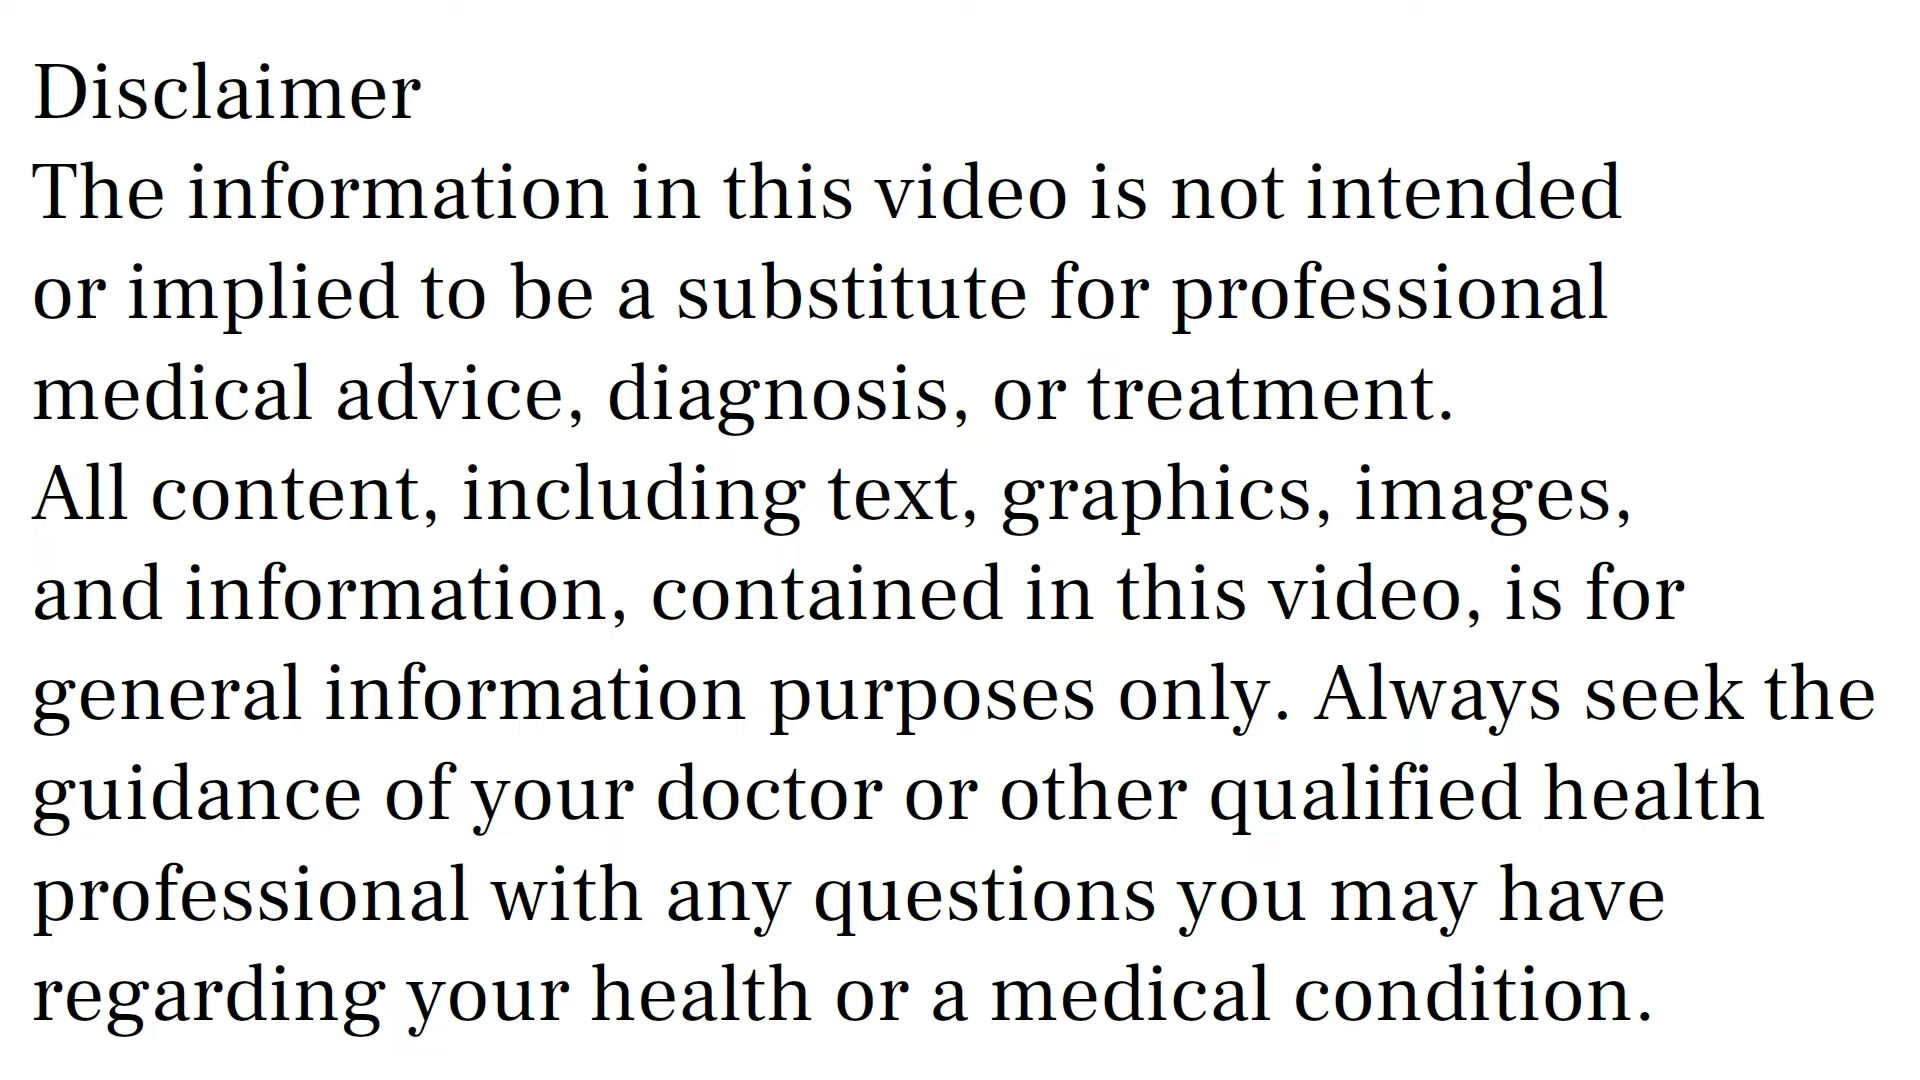 Disclaimer
The information in this video is not intended
or implied to be a substitute for professional
medical advice, diagnosis, or treatment.
All content, including text, graphics, images,
and information, contained in this video, is for
general information purposes only. Always seek the
guidance of your doctor or other qualified health
professional with any questions you may have
regarding your health or a medical condition.